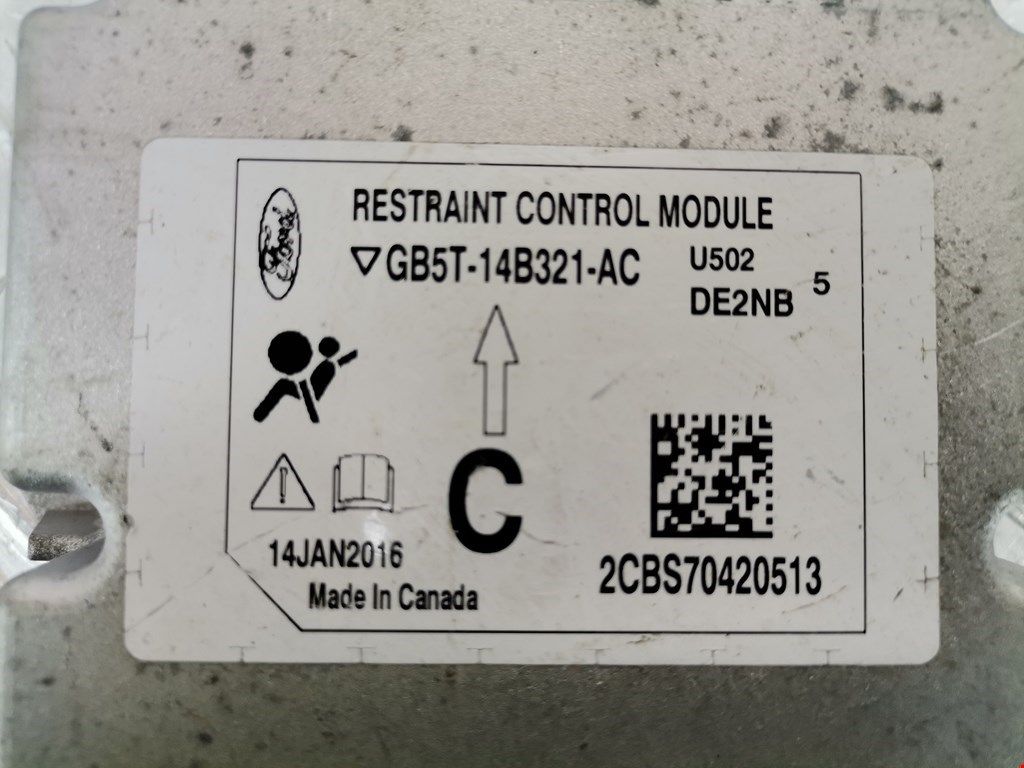 RESTRAINT CONTROL MODULE
GB5T-14B321-AC
U502
DE2NB
5
C
14JAN2016
Made In Canada
2CBS70420513